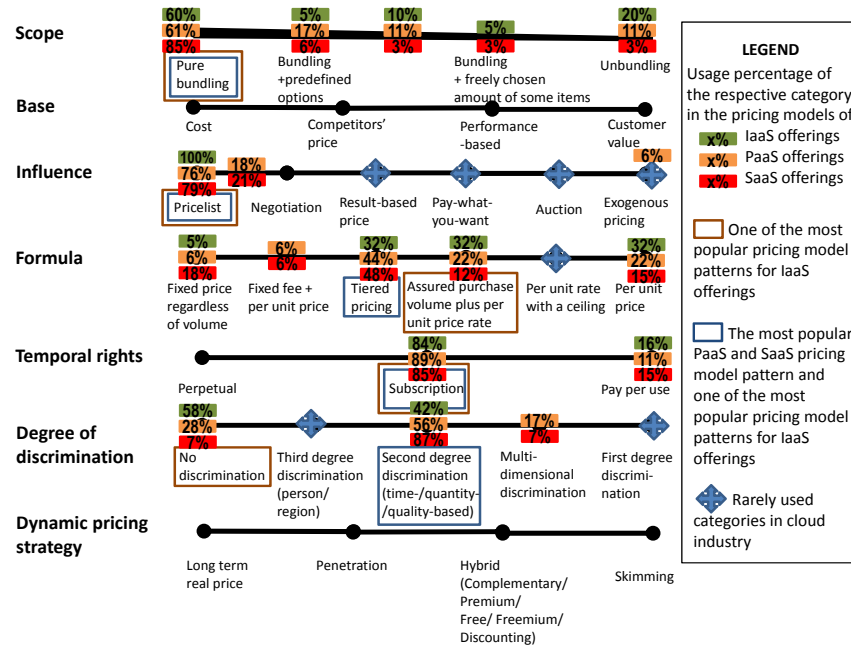 60% 5% 10% 20%
Scope 61% 17% 11% 5% 11%
85% 6% 3% 3% 3%
Pure bundling
Bundling +predefined options
Bundling + freely chosen amount of some items
Unbundling
Base
Cost
Competitors' price
Performance -based
Customer value
100% 18% 6%
Influence 76% 21%
79%
Pricelist
Negotiation
Result-based price
Pay-what-you-want
Auction
Exogenous pricing
5% 6% 32% 32% 32%
Formula 6% 6% 44% 22% 22%
18% 48% 12% 15%
Fixed price regardless of volume
Fixed fee + per unit price
Tiered pricing
Assured purchase volume plus per unit price rate
Per unit rate with a ceiling
Per unit price
84% 16%
Temporal rights 89% 11%
85% 15%
Perpetual
Subscription
Pay per use
58% 42%
Degree of discrimination
28% 56% 17%
7% 87% 7%
No discrimination
Third degree discrimination (person/ region)
Second degree discrimination (time-/quantity- /quality-based)
Multi-dimensional discrimination
First degree discrimi-nation
Dynamic pricing strategy
Long term real price
Penetration
Hybrid (Complementary/ Premium/ Free/ Freemium/ Discounting)
Skimming
LEGEND
Usage percentage of
the respective category
in the pricing models of
x% IaaS offerings
x% PaaS offerings
x% SaaS offerings
One of the most
popular pricing model
patterns for IaaS
offerings
The most popular
PaaS and SaaS pricing
model pattern and
one of the most
popular pricing model
patterns for IaaS
offerings
Rarely used
categories in cloud
industry